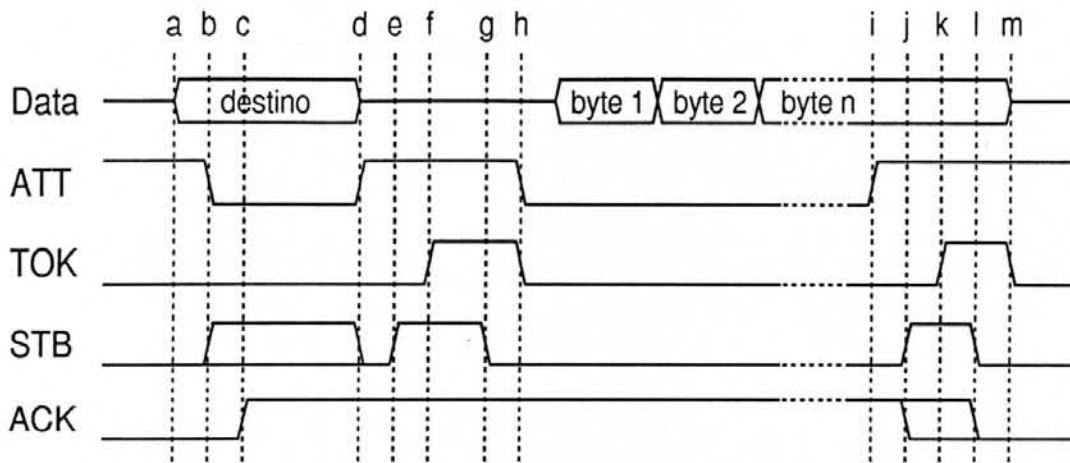 a b c d e f g h i j k l m
Data destino byte 1 byte 2 byte n
ATT
TOK
STB
ACK